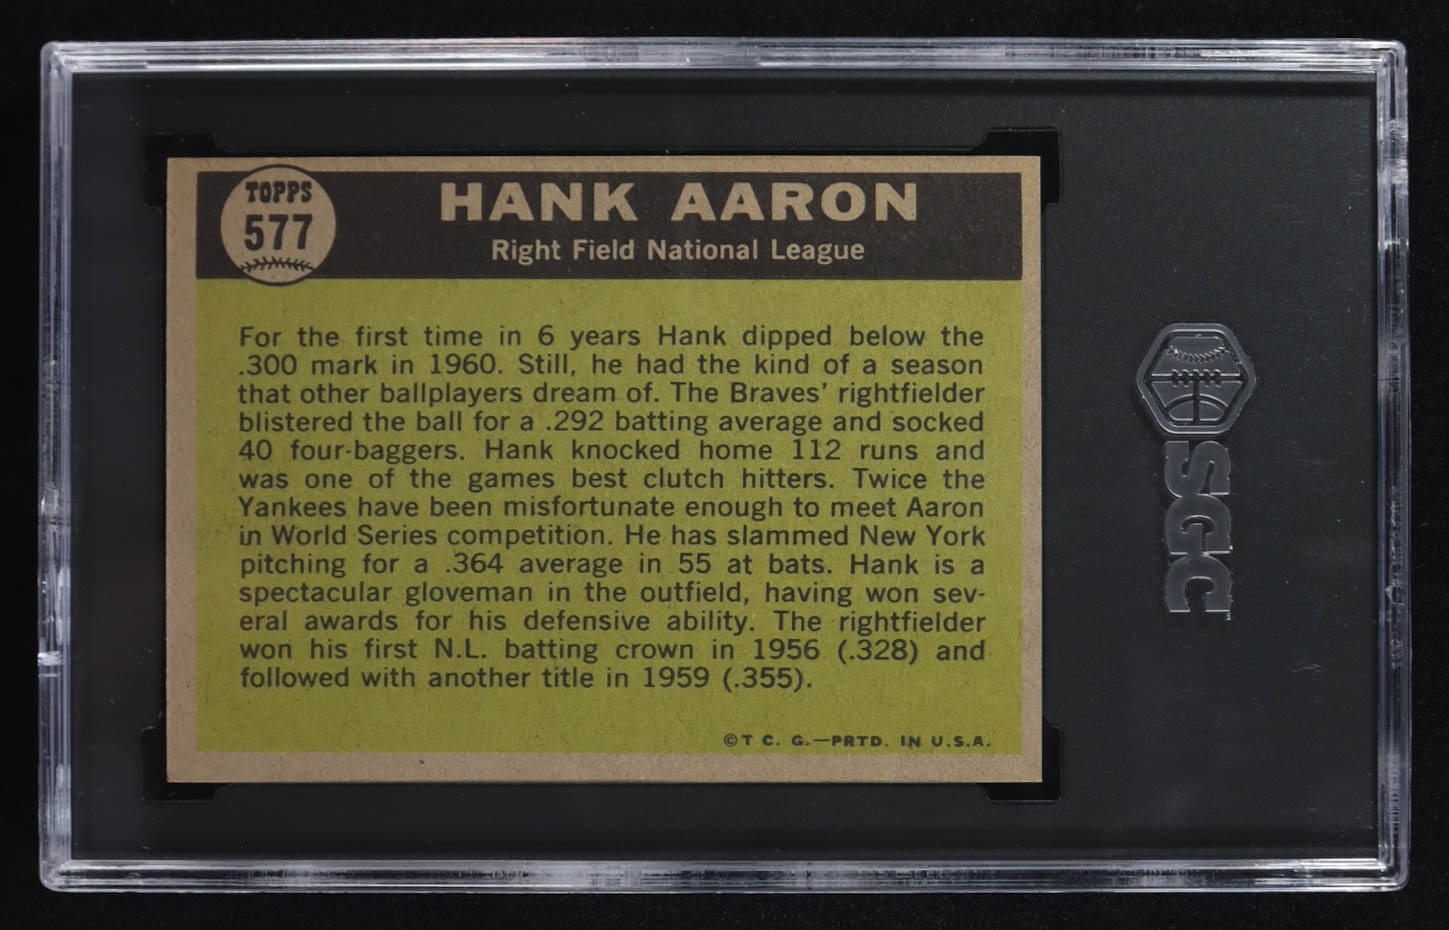 TOPPS
577
HANK AARON
Right Field National League
For the first time in 6 years Hank dipped below the
.300 mark in 1960. Still, he had the kind of a season
that other ballplayers dream of. The Braves' rightfielder
blistered the ball for a .292 batting average and socked
40 four-baggers. Hank knocked home 112 runs and
was one of the games best clutch hitters. Twice the
Yankees have been misfortunate enough to meet Aaron
in World Series competition. He has slammed New York
pitching for a .364 average in 55 at bats. Hank is a
spectacular gloveman in the outfield, having won sev-
eral awards for his defensive ability. The rightfielder
won his first N.L. batting crown in 1956 (.328) and
followed with another title in 1959 (.355).
©T C. G.—PRTD. IN U.S.A.
SGC